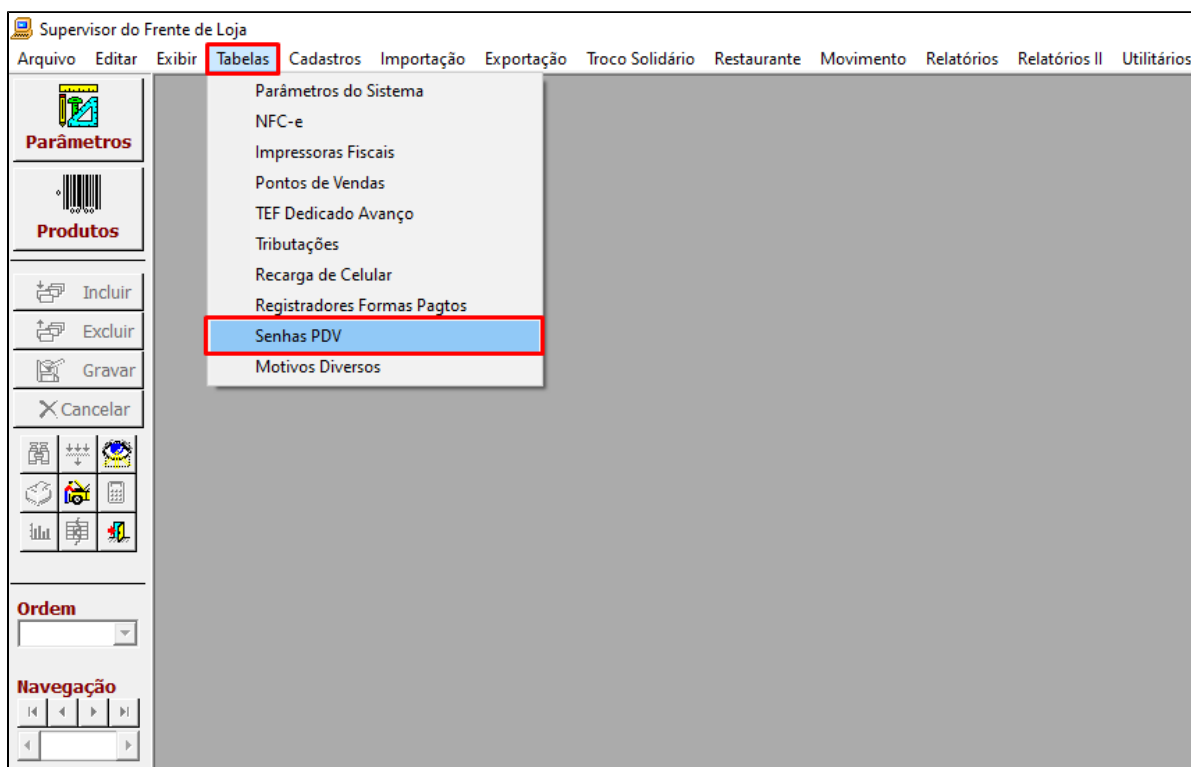 Supervisor do Frente de Loja
Arquivo Editar Exibir Tabelas Cadastros Importação Exportação Troco Solidário Restaurante Movimento Relatórios Relatórios II Utilitários
Parâmetros
Produtos
Incluir
Excluir
Gravar
Cancelar
Ordem
Navegação
Parâmetros do Sistema
NFC-e
Impressoras Fiscais
Pontos de Vendas
TEF Dedicado Avanço
Tributações
Recarga de Celular
Registradores Formas Pagtos
Senhas PDV
Motivos Diversos